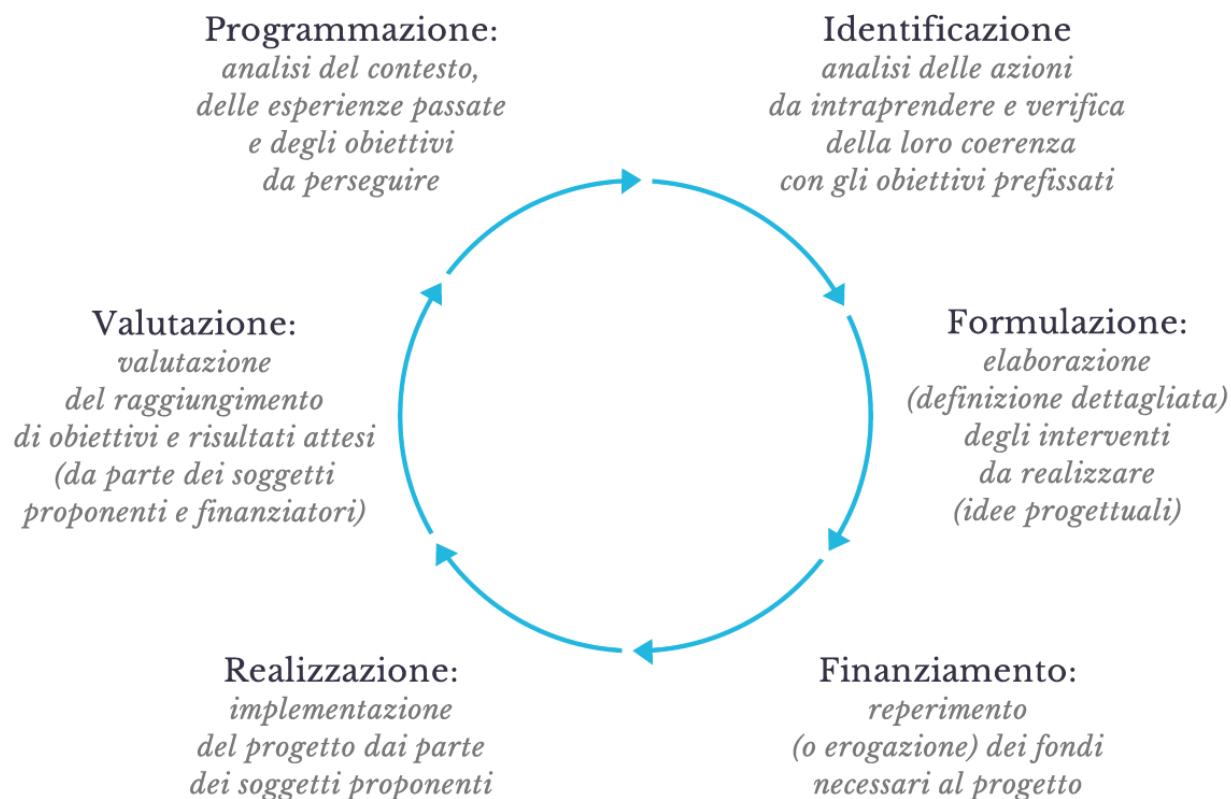 Programmazione:
analisi del contesto,
delle esperienze passate
e degli obiettivi
da perseguire
Identificazione
analisi delle azioni
da intraprendere e verifica
della loro coerenza
con gli obiettivi prefissati
Valutazione:
valutazione
del raggiungimento
di obiettivi e risultati attesi
(da parte dei soggetti
proponenti e finanziatori)
Formulazione:
elaborazione
(definizione dettagliata)
degli interventi
da realizzare
(idee progettuali)
Realizzazione:
implementazione
del progetto dai parte
dei soggetti proponenti
Finanziamento:
reperimento
(o erogazione) dei fondi
necessari al progetto